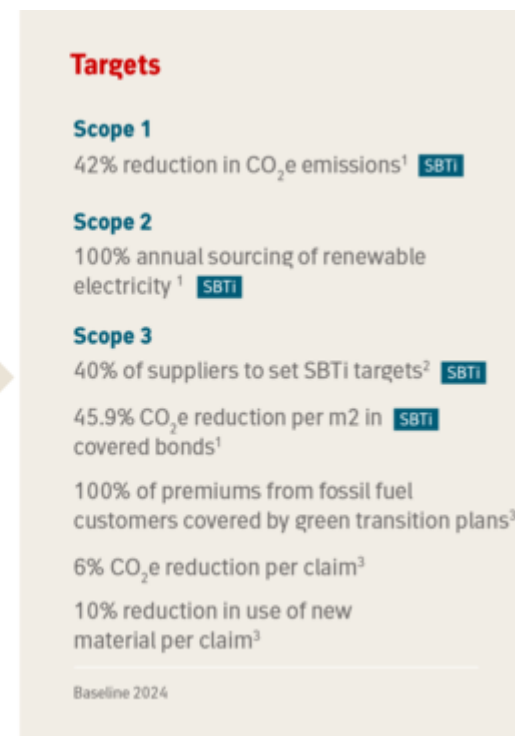 Targets
Scope 1
42% reduction in CO₂e emissions¹ SBTi
Scope 2
100% annual sourcing of renewable
electricity ¹ SBTi
Scope 3
40% of suppliers to set SBTi targets² SBTi
45.9% CO₂e reduction per m2 in SBTi
covered bonds¹
100% of premiums from fossil fuel
customers covered by green transition plans³
6% CO₂e reduction per claim³
10% reduction in use of new
material per claim³
Baseline 2024